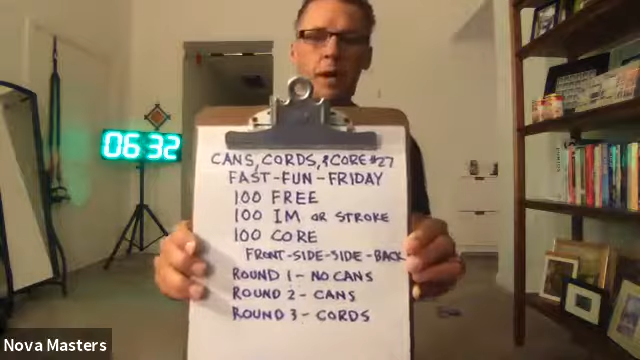 06:32
CANS, CORDS, & CORE #27
FAST-FUN-FRIDAY
100 FREE
100 IM OR STROKE
100 CORE
FRONT-SIDE-SIDE-BACK
ROUND 1 - NO CANS
ROUND 2 - CANS
ROUND 3 - CORDS
Nova Masters